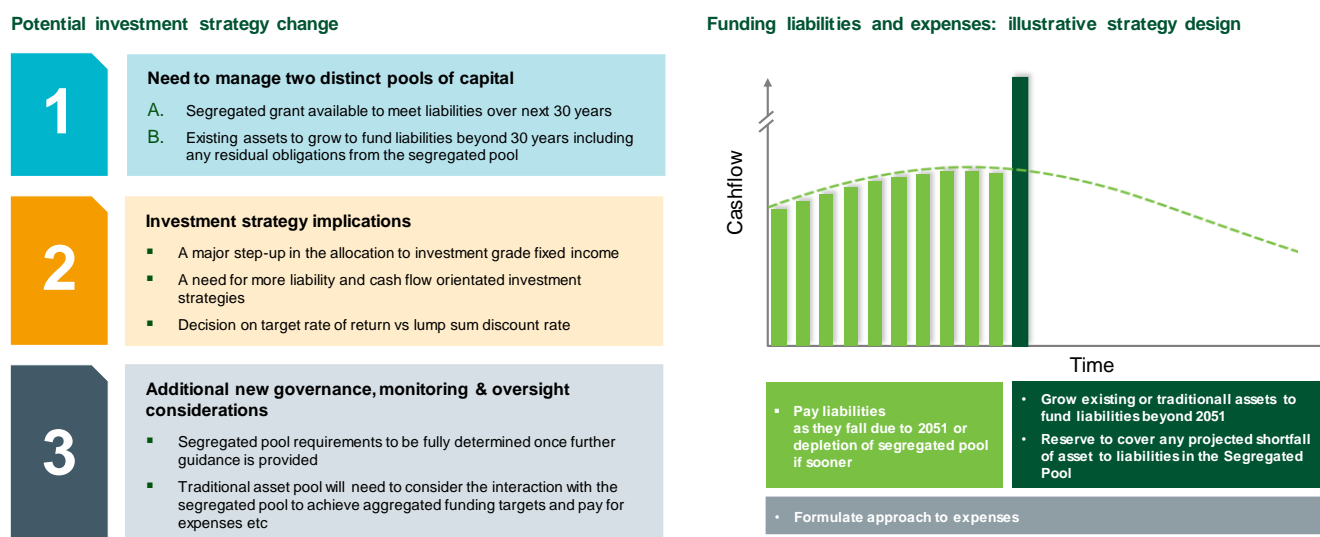 Potential investment strategy change
1
Need to manage two distinct pools of capital
A. Segregated grant available to meet liabilities over next 30 years
B. Existing assets to grow to fund liabilities beyond 30 years including
any residual obligations from the segregated pool
2
Investment strategy implications
▪ A major step-up in the allocation to investment grade fixed income
▪ A need for more liability and cash flow orientated investment
strategies
▪ Decision on target rate of return vs lump sum discount rate
3
Additional new governance, monitoring & oversight
considerations
▪ Segregated pool requirements to be fully determined once further
guidance is provided
▪ Traditional asset pool will need to consider the interaction with the
segregated pool to achieve aggregated funding targets and pay for
expenses etc
Funding liabilities and expenses: illustrative strategy design
Cashflow
Time
▪ Pay liabilities
as they fall due to 2051 or
depletion of segregated pool
if sooner
• Grow existing or traditionall assets to
fund liabilities beyond 2051
• Reserve to cover any projected shortfall
of asset to liabilities in the Segregated
Pool
• Formulate approach to expenses